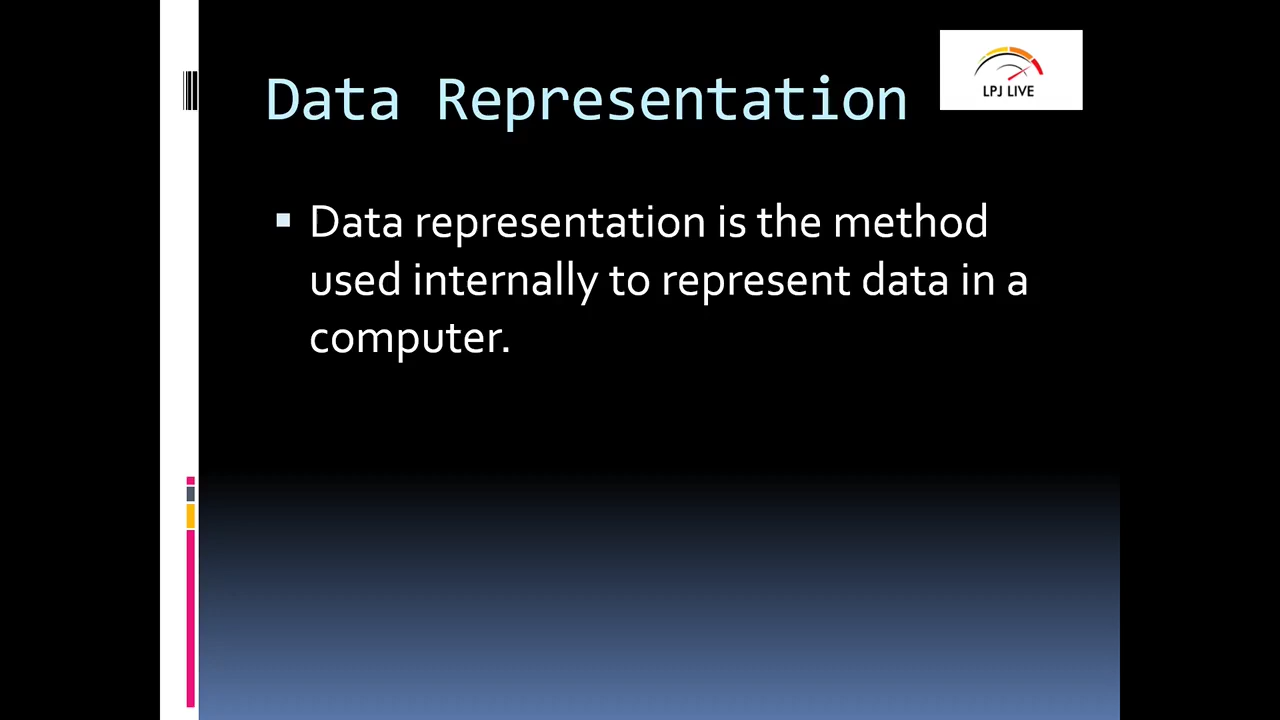 Data Representation
LPJ LIVE
Data representation is the method
used internally to represent data in a
computer.